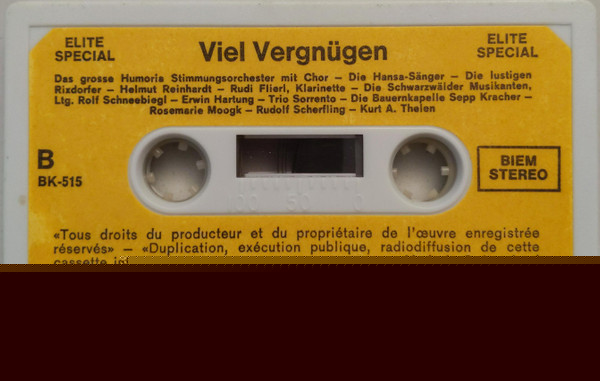 ELITE SPECIAL
Viel Vergnügen
ELITE SPECIAL
Das grosse Humoria Stimmungsorchester mit Chor – Die Hansa-Sänger – Die lustigen
Rixdorfer – Helmut Reinhardt – Rudi Flierl, Klarinette – Die Schwarzwälder Musikanten,
Ltg. Rolf Schneebiegl – Erwin Hartung – Trio Sorrento – Die Bauernkapelle Sepp Kracher –
Rosemarie Moogk – Rudolf Scherfling – Kurt A. Thelen
B
BK-515
BIEM
STEREO
100 50 0
«Tous droits du producteur et du propriétaire de l'œuvre enregistrée
réservés» – «Duplication, exécution publique, radiodiffusion de cette
cassette